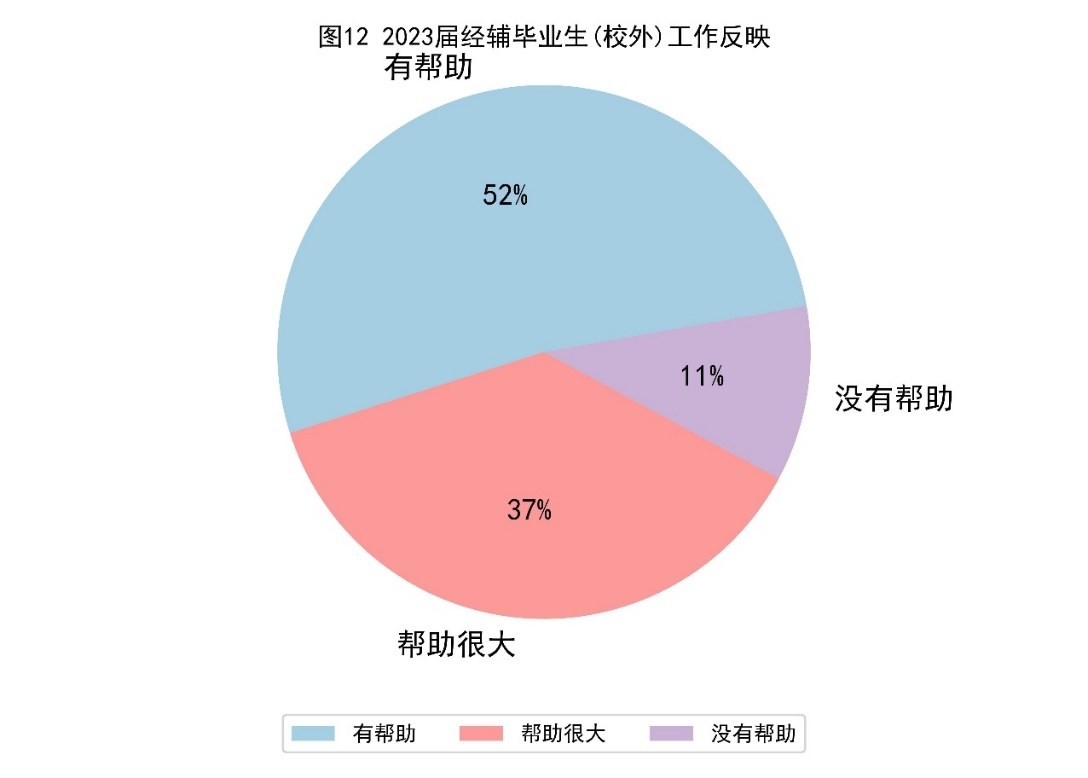 图12 2023届经辅毕业生(校外)工作反映
有帮助
52%
11%
没有帮助
37%
帮助很大
有帮助 帮助很大 没有帮助